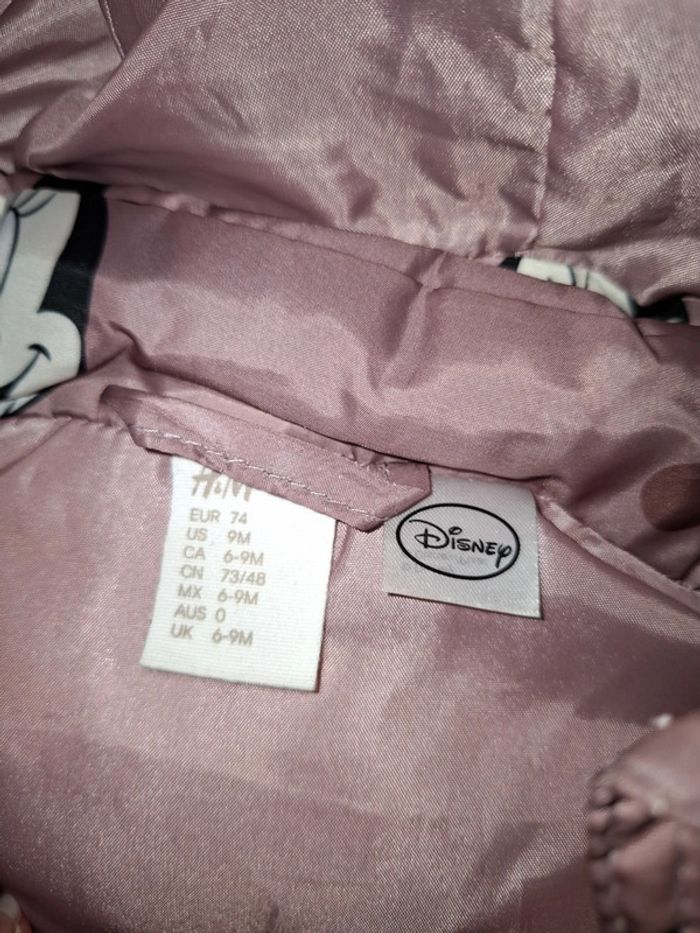 H&M
EUR 74
US 9M
CA 6-9M
CN 73/48
MX 6-9M
AUS 0
UK 6-9M
Disney